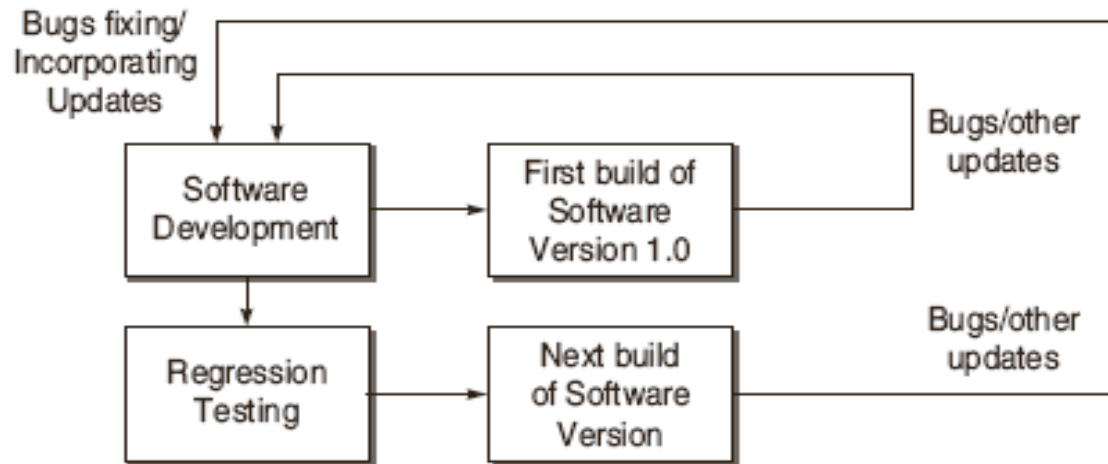 Bugs fixing/
Incorporating
Updates
Bugs/other
updates
Software
Development
First build of
Software
Version 1.0
Bugs/other
updates
Regression
Testing
Next build
of Software
Version